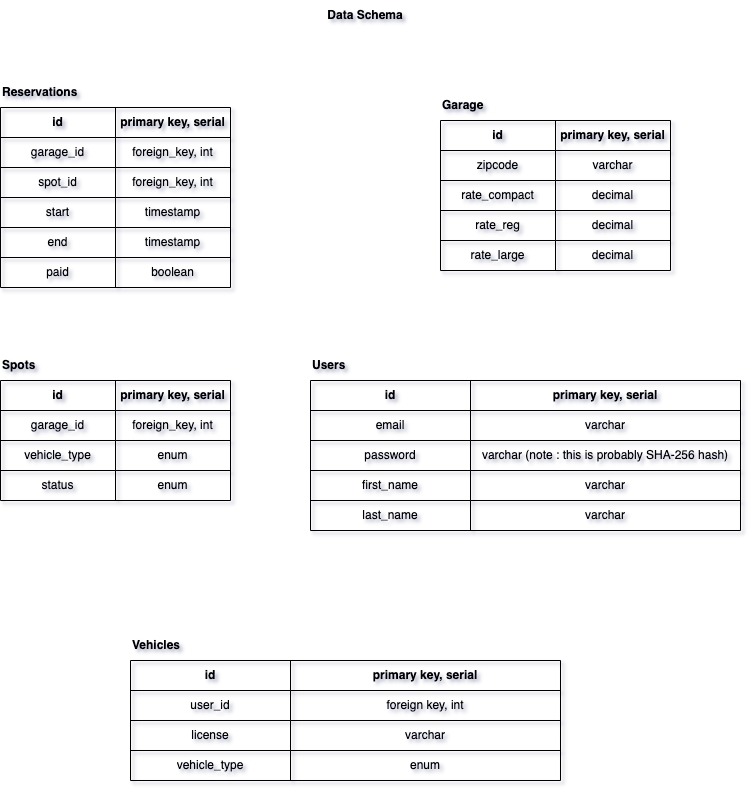 Data Schema
Reservations
id primary key, serial
garage_id foreign_key, int
spot_id foreign_key, int
start timestamp
end timestamp
paid boolean
Garage
id primary key, serial
zipcode varchar
rate_compact decimal
rate_reg decimal
rate_large decimal
Spots
id primary key, serial
garage_id foreign_key, int
vehicle_type enum
status enum
Users
id primary key, serial
email varchar
password varchar (note : this is probably SHA-256 hash)
first_name varchar
last_name varchar
Vehicles
id primary key, serial
user_id foreign key, int
license varchar
vehicle_type enum